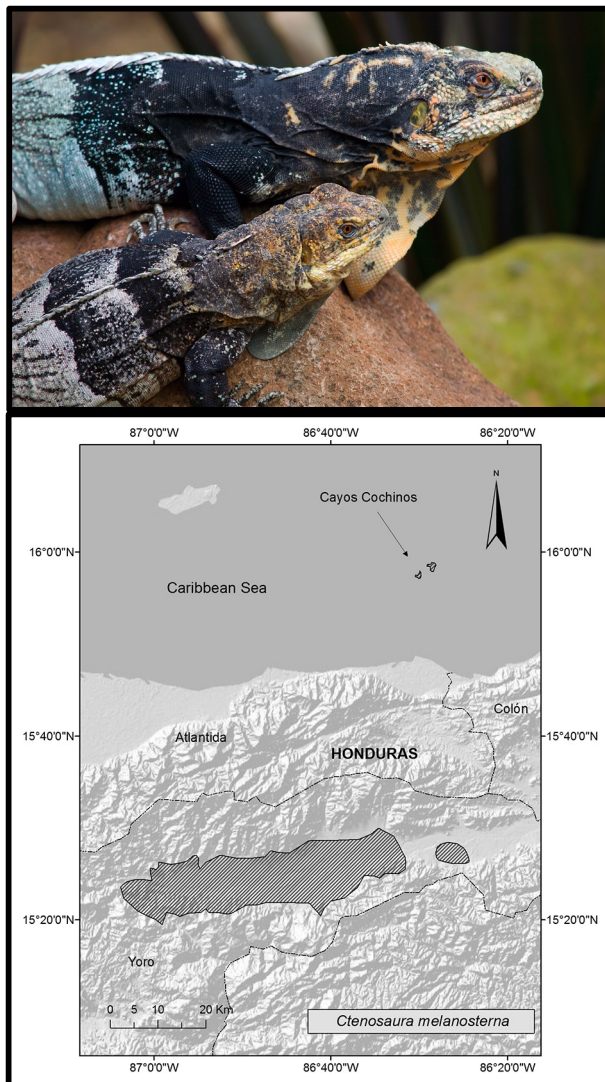 87°0'0"W
86°40'0"W
86°20'0"W
N
Cayos Cochinos
16°0'0"N
16°0'0"N
Caribbean Sea
Colón
Atlantida
15°40'0"N
HONDURAS
15°40'0"N
15°20'0"N
15°20'0"N
Yoro
0 5 10 20 Km
Ctenosaura melanosterna
87°0'0"W
86°40'0"W
86°20'0"W